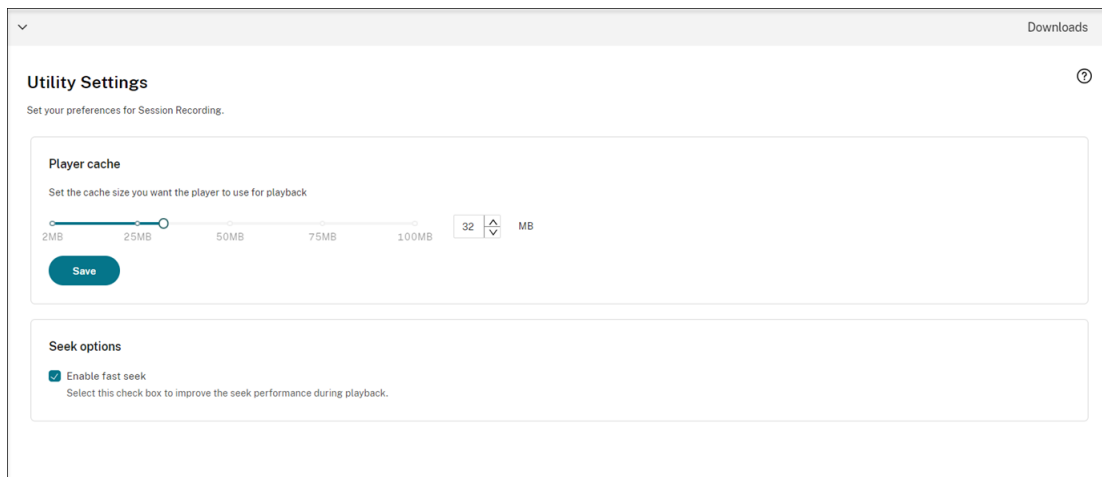 Downloads
Utility Settings
Set your preferences for Session Recording.
Player cache
Set the cache size you want the player to use for playback
32 MB
2MB 25MB 50MB 75MB 100MB
Save
Seek options
Enable fast seek
Select this check box to improve the seek performance during playback.